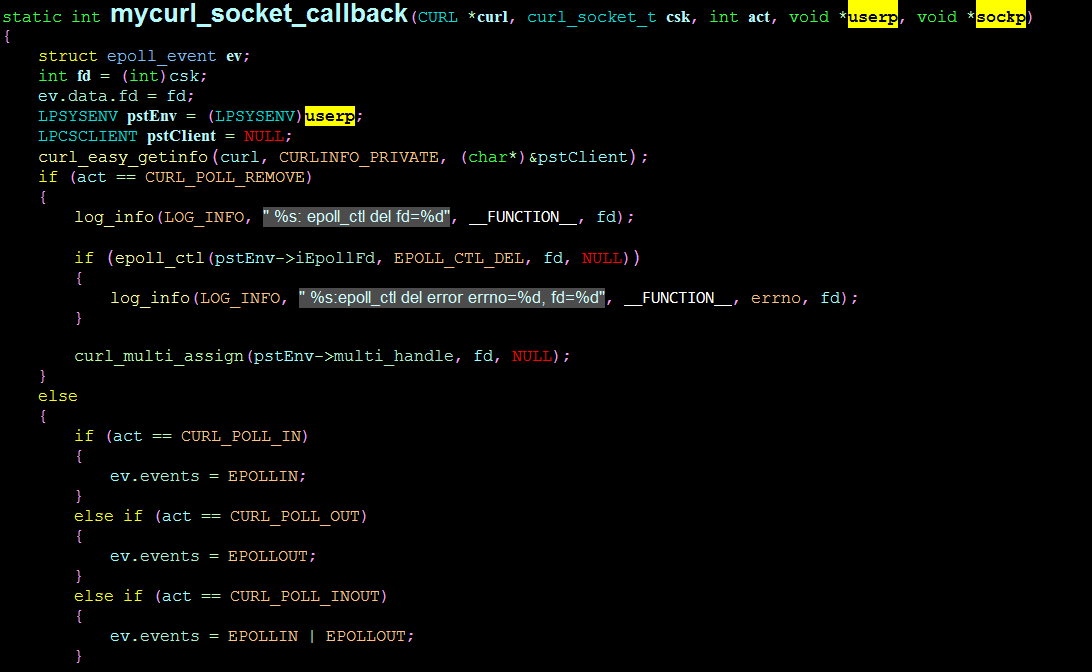 static int mycurl_socket_callback(CURL *curl, curl_socket_t csk, int act, void *userp, void *sockp)
{
    struct epoll_event ev;
    int fd = (int)csk;
    ev.data.fd = fd;
    LPSYSENV pstEnv = (LPSYSENV)userp;
    LPCSCLIENT pstClient = NULL;
    curl_easy_getinfo(curl, CURLINFO_PRIVATE, (char*)&pstClient);
    if (act == CURL_POLL_REMOVE)
    {
        log_info(LOG_INFO, " %s: epoll_ctl del fd=%d", __FUNCTION__, fd);
        if (epoll_ctl(pstEnv->iEpollFd, EPOLL_CTL_DEL, fd, NULL))
        {
            log_info(LOG_INFO, " %s:epoll_ctl del error errno=%d, fd=%d", __FUNCTION__, errno, fd);
        }
        curl_multi_assign(pstEnv->multi_handle, fd, NULL);
    }
    else
    {
        if (act == CURL_POLL_IN)
        {
            ev.events = EPOLLIN;
        }
        else if (act == CURL_POLL_OUT)
        {
            ev.events = EPOLLOUT;
        }
        else if (act == CURL_POLL_INOUT)
        {
            ev.events = EPOLLIN | EPOLLOUT;
        }